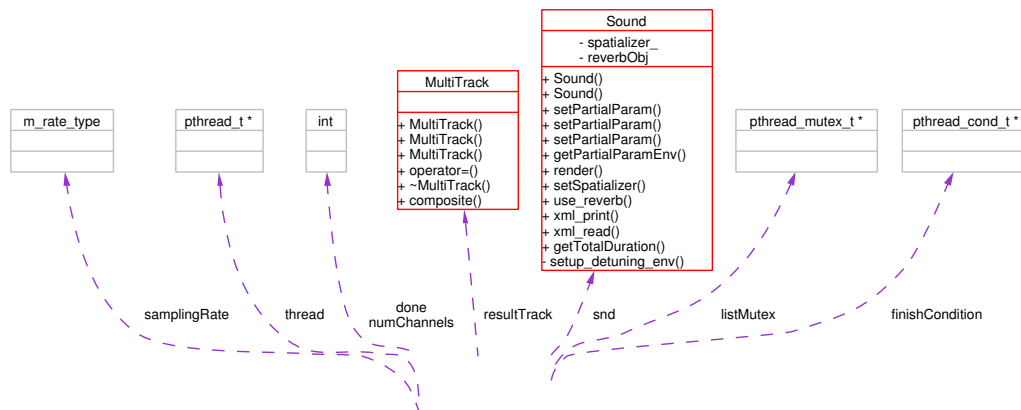 Sound
- spatializer_
- reverbObj
+ Sound()
+ Sound()
+ setPartialParam()
+ setPartialParam()
+ setPartialParam()
+ getPartialParamEnv()
+ render()
+ setSpatializer()
+ use_reverb()
+ xml_print()
+ xml_read()
+ getTotalDuration()
- setup_detuning_env()
MultiTrack
+ MultiTrack()
+ MultiTrack()
+ MultiTrack()
+ operator=()
+ ~MultiTrack()
+ composite()
m_rate_type
pthread_t *
int
pthread_mutex_t *
pthread_cond_t *
samplingRate
thread
done
numChannels
resultTrack
snd
listMutex
finishCondition